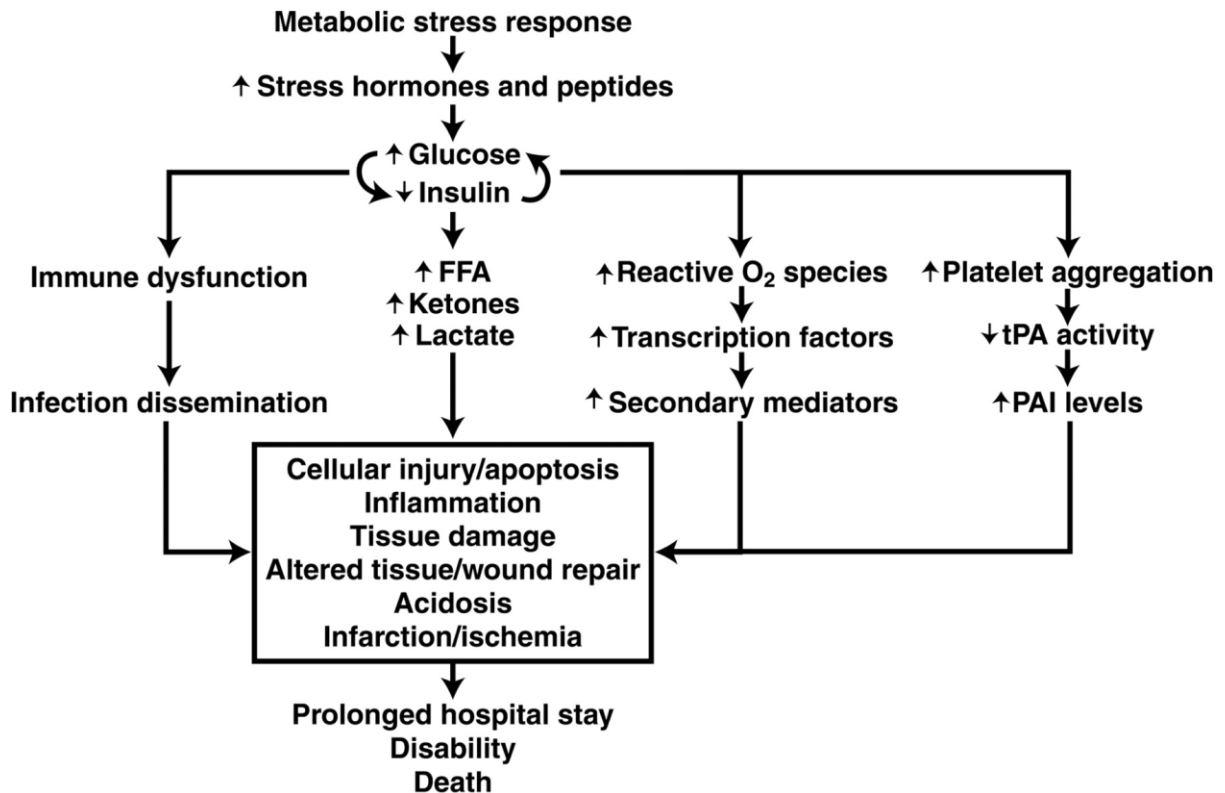 Metabolic stress response
↑ Stress hormones and peptides
↑ Glucose
↓ Insulin
Immune dysfunction
Infection dissemination
↑ FFA
↑ Ketones
↑ Lactate
↑ Reactive O₂ species
↑ Transcription factors
↑ Secondary mediators
↑ Platelet aggregation
↓ tPA activity
↑ PAI levels
Cellular injury/apoptosis
Inflammation
Tissue damage
Altered tissue/wound repair
Acidosis
Infarction/ischemia
Prolonged hospital stay
Disability
Death